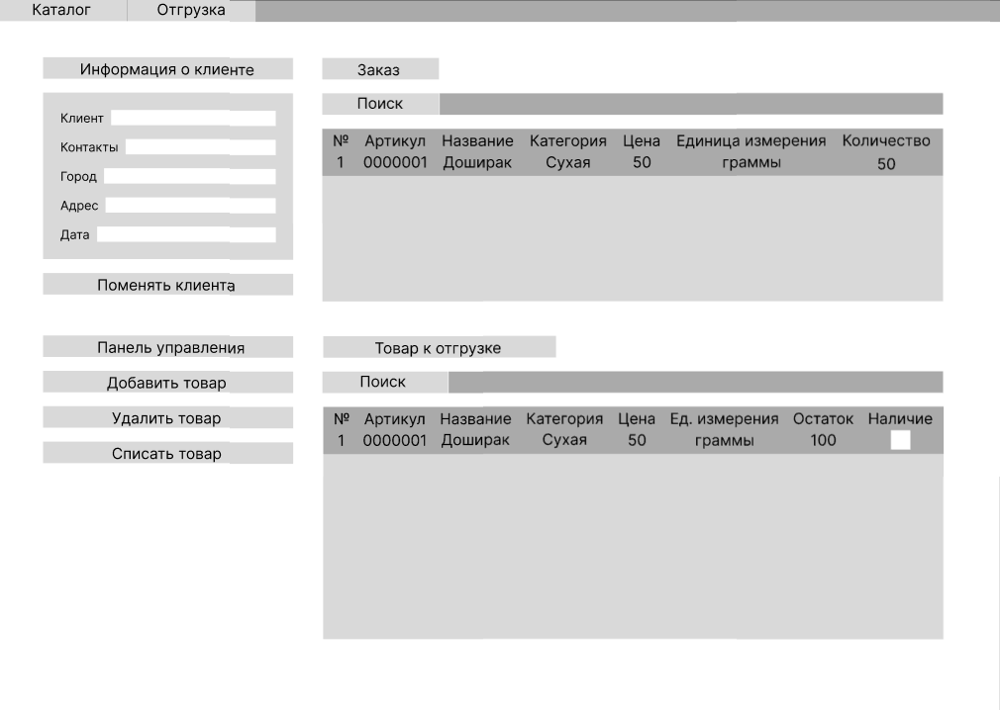 Каталог Отгрузка
Информация о клиенте
Клиент
Контакты
Город
Адрес
Дата
Поменять клиента
Заказ
Поиск
№ Артикул Название Категория Цена Единица измерения Количество
1 0000001 Доширак Сухая 50 граммы 50
Панель управления
Добавить товар
Удалить товар
Списать товар
Товар к отгрузке
Поиск
№ Артикул Название Категория Цена Ед. измерения Остаток Наличие
1 0000001 Доширак Сухая 50 граммы 100